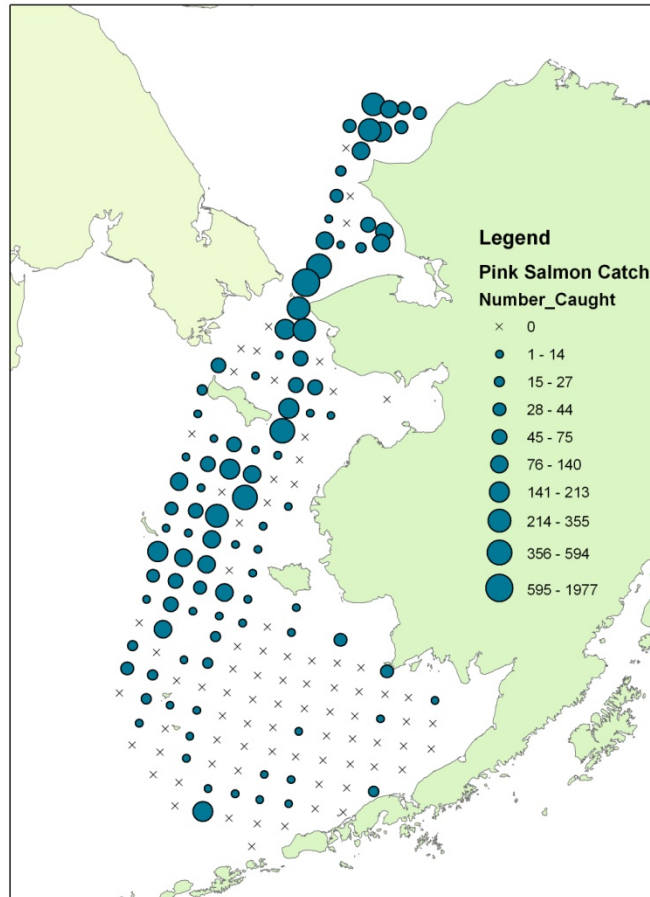 Legend
Pink Salmon Catch
Number_Caught
0
1 - 14
15 - 27
28 - 44
45 - 75
76 - 140
141 - 213
214 - 355
356 - 594
595 - 1977